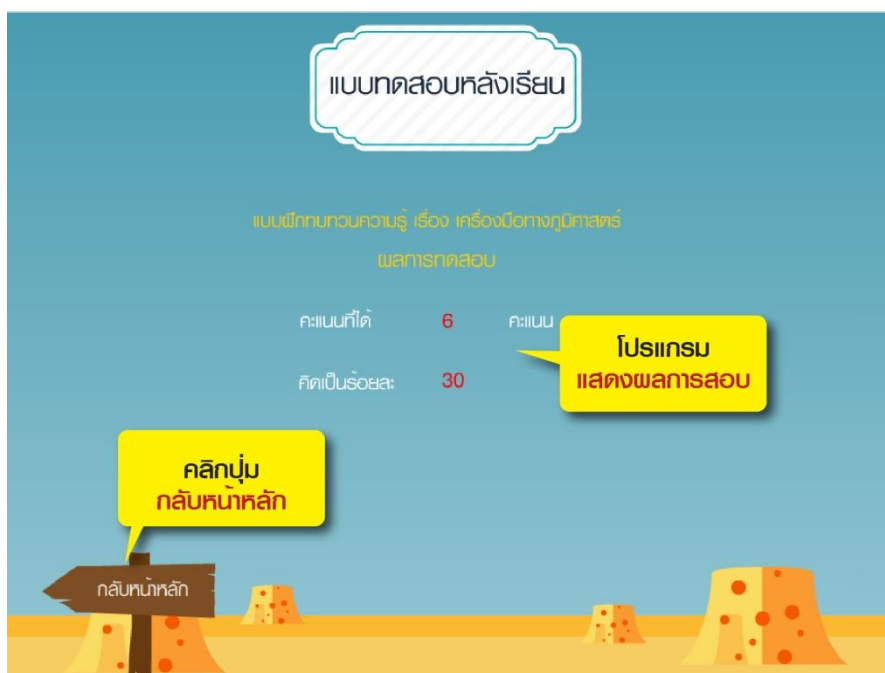 แบบทดสอบหลังเรียน
แบบฝึกทบทวนความรู้ เรื่อง เครื่องมือทางภูมิศาสตร์
ผลการทดสอบ
คะแนนที่ได้ 6 คะแนน
คิดเป็นร้อยละ 30
โปรแกรม
แสดงผลการสอบ
คลิกปุ่ม
กลับหน้าหลัก
กลับหน้าหลัก